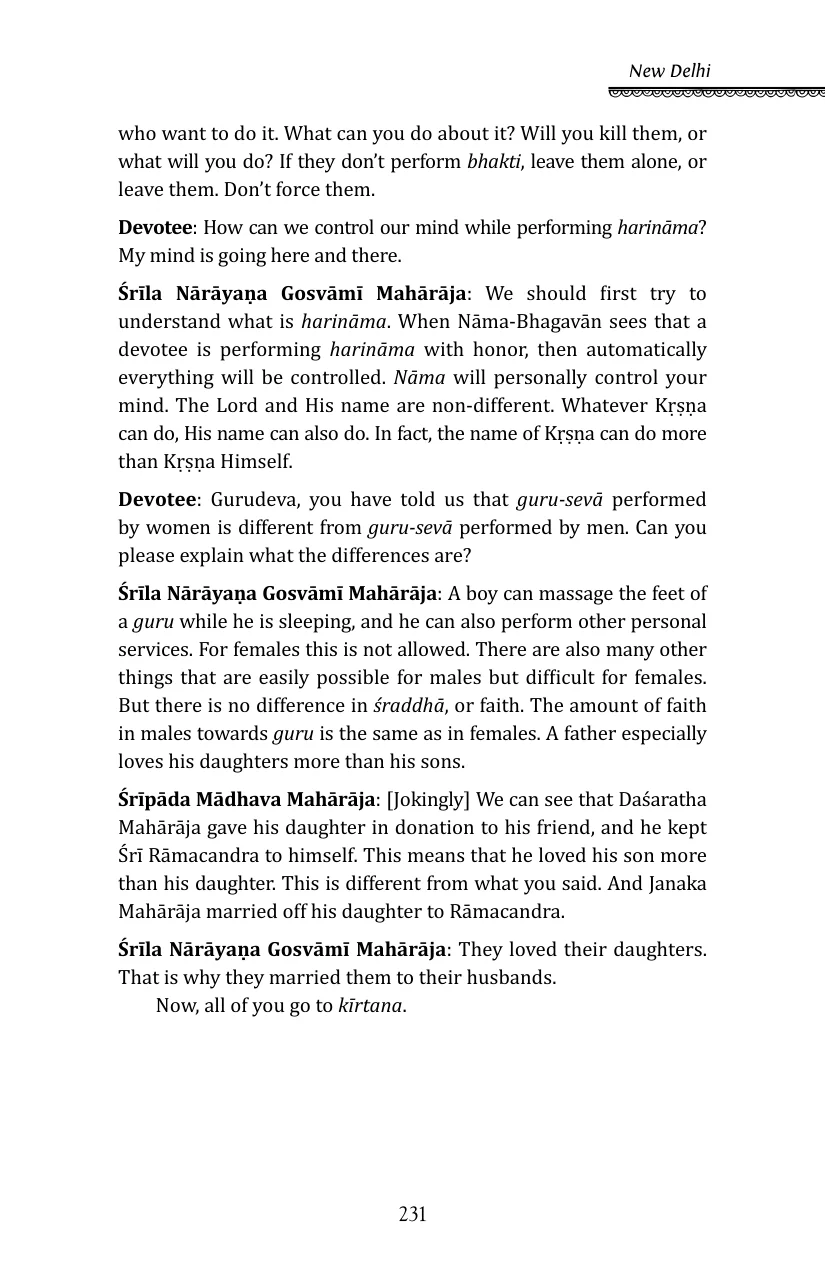 New Delhi
who want to do it. What can you do about it? Will you kill them, or
what will you do? If they don’t perform bhakti, leave them alone, or
leave them. Don’t force them.
Devotee: How can we control our mind while performing harināma?
My mind is going here and there.
Śrīla Nārāyaṇa Gosvāmī Mahārāja: We should first try to
understand what is harināma. When Nāma-Bhagavān sees that a
devotee is performing harināma with honor, then automatically
everything will be controlled. Nāma will personally control your
mind. The Lord and His name are non-different. Whatever Kṛṣṇa
can do, His name can also do. In fact, the name of Kṛṣṇa can do more
than Kṛṣṇa Himself.
Devotee: Gurudeva, you have told us that guru-sevā performed
by women is different from guru-sevā performed by men. Can you
please explain what the differences are?
Śrīla Nārāyaṇa Gosvāmī Mahārāja: A boy can massage the feet of
a guru while he is sleeping, and he can also perform other personal
services. For females this is not allowed. There are also many other
things that are easily possible for males but difficult for females.
But there is no difference in śraddhā, or faith. The amount of faith
in males towards guru is the same as in females. A father especially
loves his daughters more than his sons.
Śrīpāda Mādhava Mahārāja: [Jokingly] We can see that Daśaratha
Mahārāja gave his daughter in donation to his friend, and he kept
Śrī Rāmacandra to himself. This means that he loved his son more
than his daughter. This is different from what you said. And Janaka
Mahārāja married off his daughter to Rāmacandra.
Śrīla Nārāyaṇa Gosvāmī Mahārāja: They loved their daughters.
That is why they married them to their husbands.
Now, all of you go to kīrtana.
231